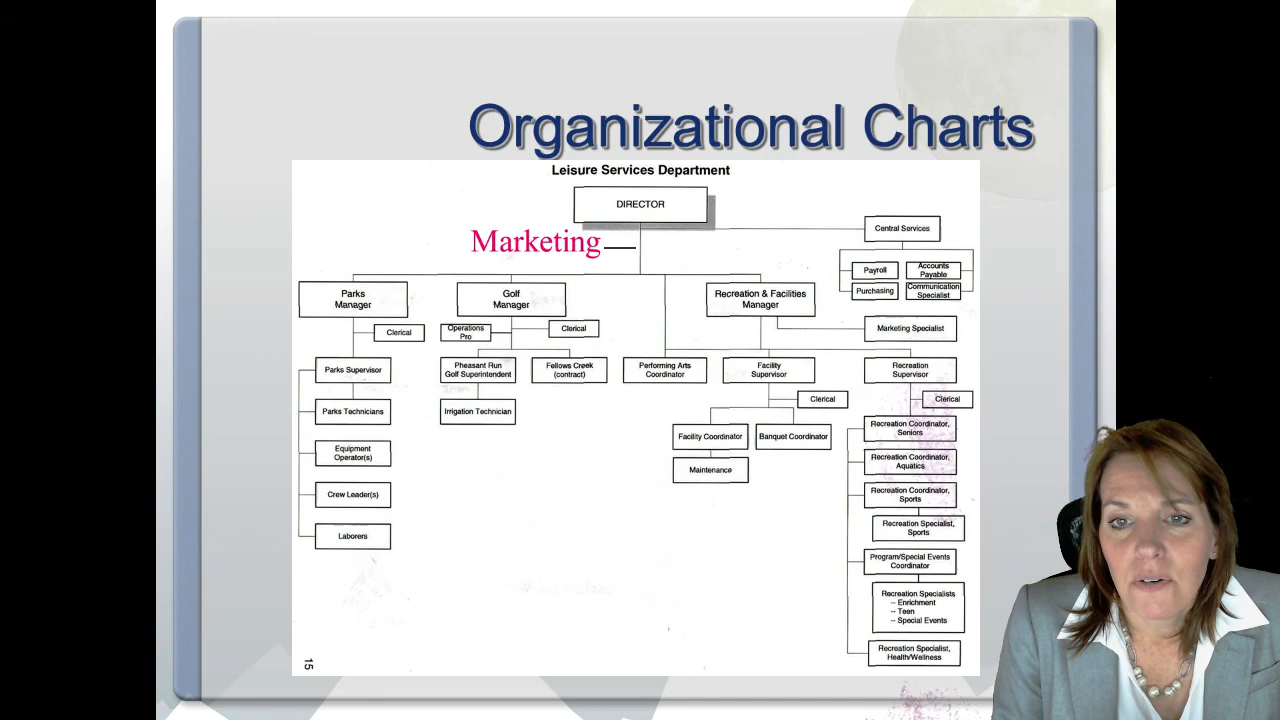 Organizational Charts
Leisure Services Department
DIRECTOR
Marketing
Central Services
Payroll
Accounts
Payable
Purchasing
Communication
Specialist
Parks
Manager
Golf
Manager
Recreation & Facilities
Manager
Clerical
Operations
Pro
Clerical
Marketing Specialist
Parks Supervisor
Pheasant Run
Golf Superintendent
Fellows Creek
(contract)
Performing Arts
Coordinator
Facility
Supervisor
Recreation
Supervisor
Clerical
Clerical
Parks Technicians
Irrigation Technician
Facility Coordinator
Banquet Coordinator
Recreation Coordinator,
Seniors
Equipment
Operator(s)
Maintenance
Recreation Coordinator,
Aquatics
Crew Leader(s)
Recreation Coordinator,
Sports
Laborers
Recreation Specialist,
Sports
Program/Special Events
Coordinator
Recreation Specialists
-- Enrichment
-- Teen
-- Special Events
Recreation Specialist,
Health/Wellness
15